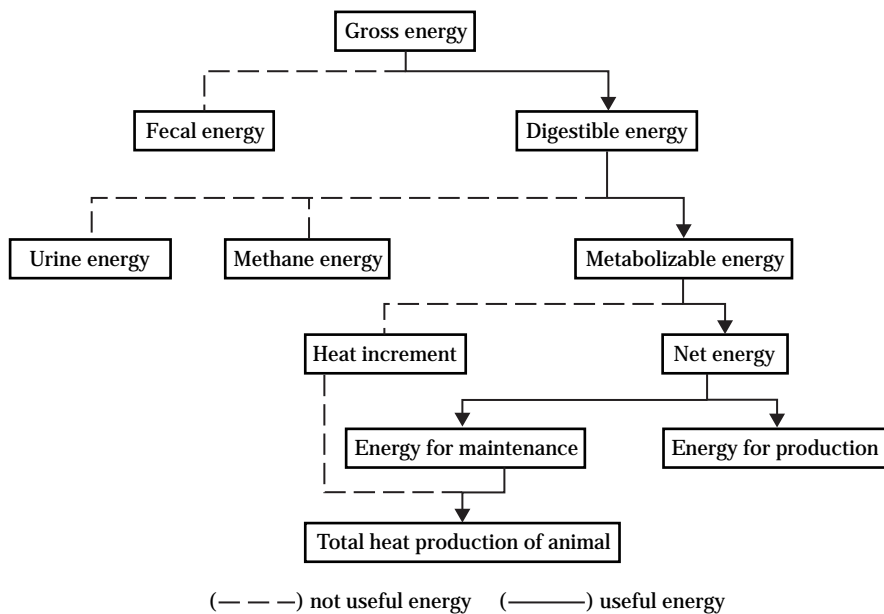 Gross energy
Fecal energy
Digestible energy
Urine energy
Methane energy
Metabolizable energy
Heat increment
Net energy
Energy for maintenance
Energy for production
Total heat production of animal
(— — —) not useful energy (———) useful energy